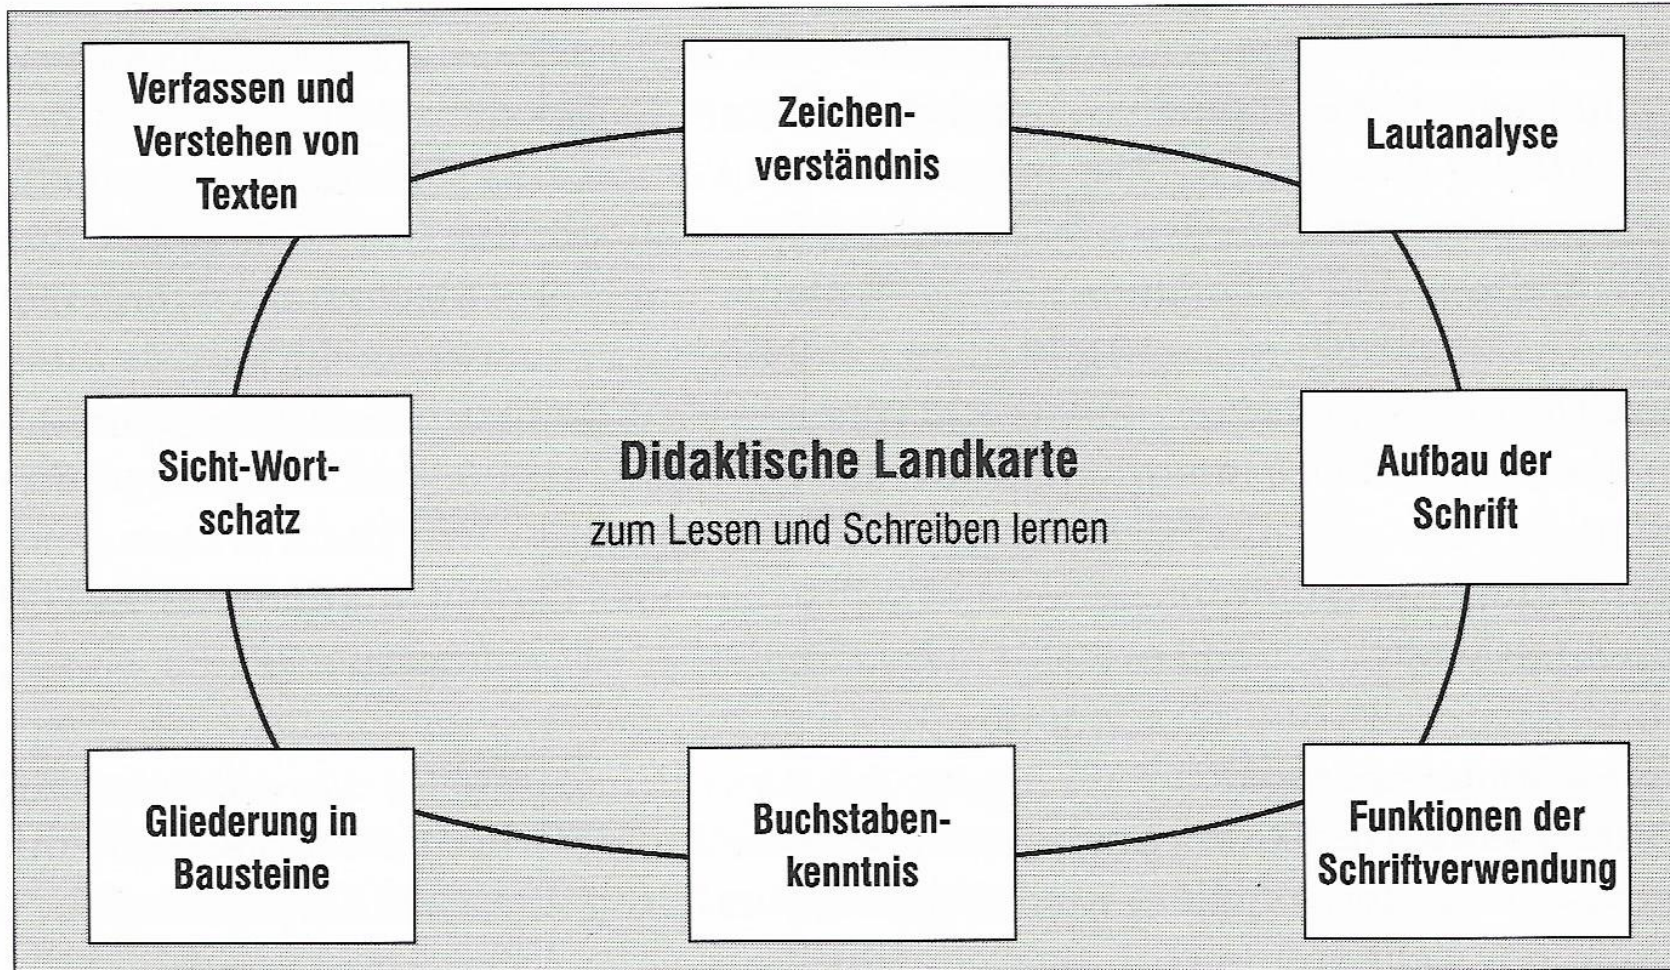 Verfassen und
Verstehen von
Texten
Zeichen-
verständnis
Lautanalyse
Sicht-Wort-
schatz
Didaktische Landkarte
zum Lesen und Schreiben lernen
Aufbau der
Schrift
Gliederung in
Bausteine
Buchstaben-
kenntnis
Funktionen der
Schriftverwendung